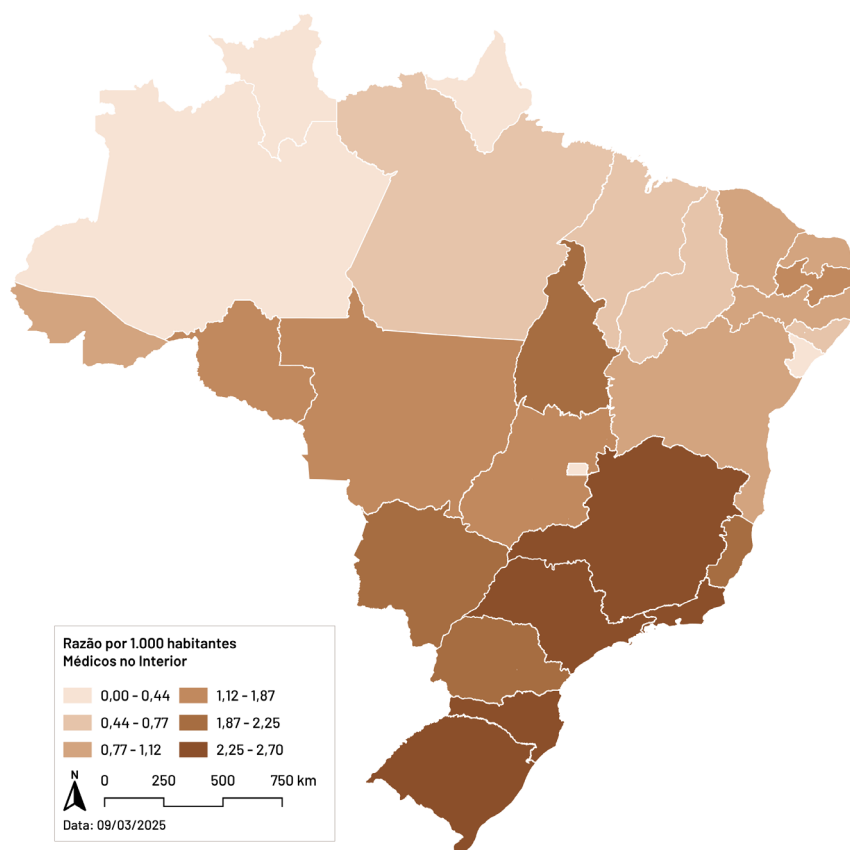 Razão por 1.000 habitantes
Médicos no Interior
0,00 - 0,44 1,12 - 1,87
0,44 - 0,77 1,87 - 2,25
0,77 - 1,12 2,25 - 2,70
N
0 250 500 750 km
Data: 09/03/2025